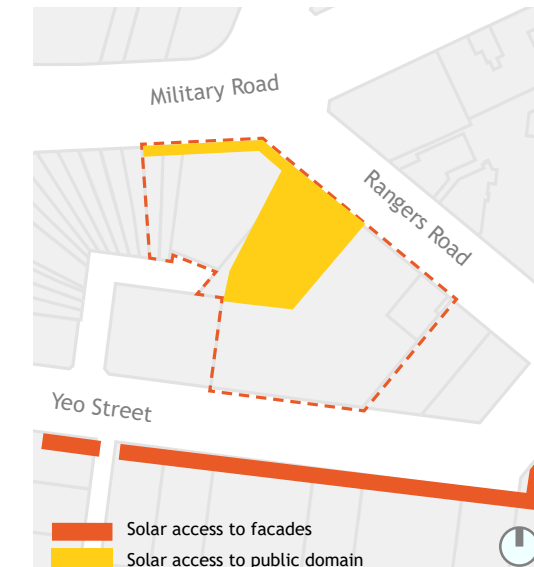 Military Road
Rangers Road
Yeo Street
Solar access to facades
Solar access to public domain